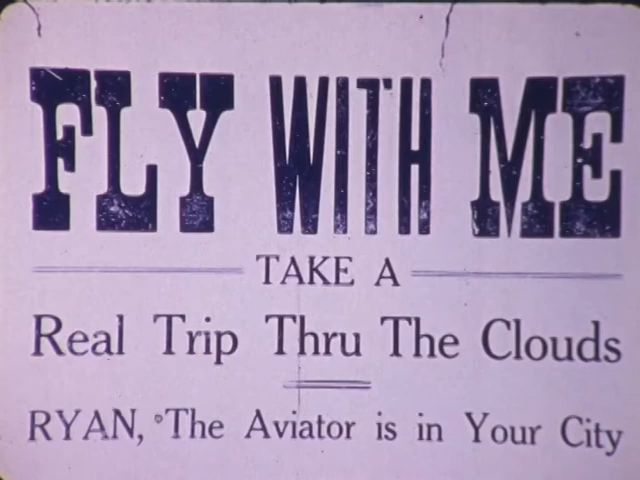 FLY WITH ME
TAKE A
Real Trip Thru The Clouds
RYAN, The Aviator is in Your City